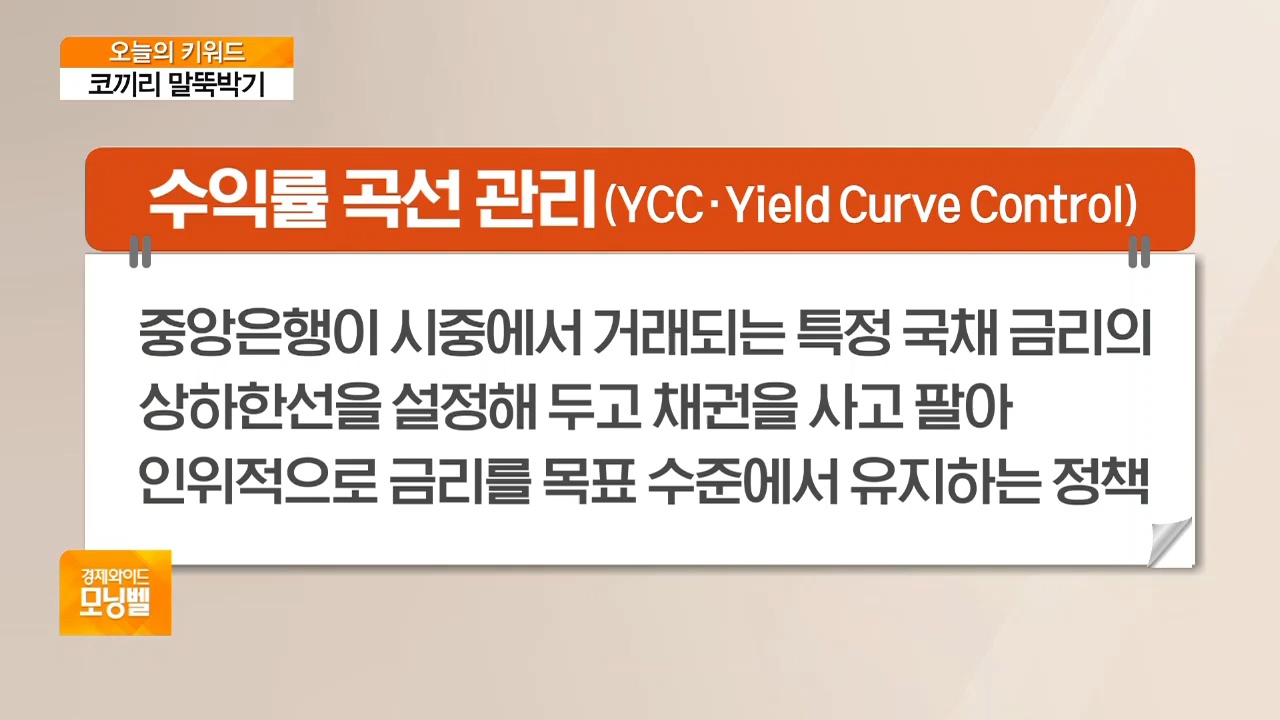 오늘의 키워드
코끼리 말뚝박기
수익률 곡선 관리(YCC·Yield Curve Control)
"
"
중앙은행이 시중에서 거래되는 특정 국채 금리의
상하한선을 설정해 두고 채권을 사고 팔아
인위적으로 금리를 목표 수준에서 유지하는 정책
경제와이드
모닝벨